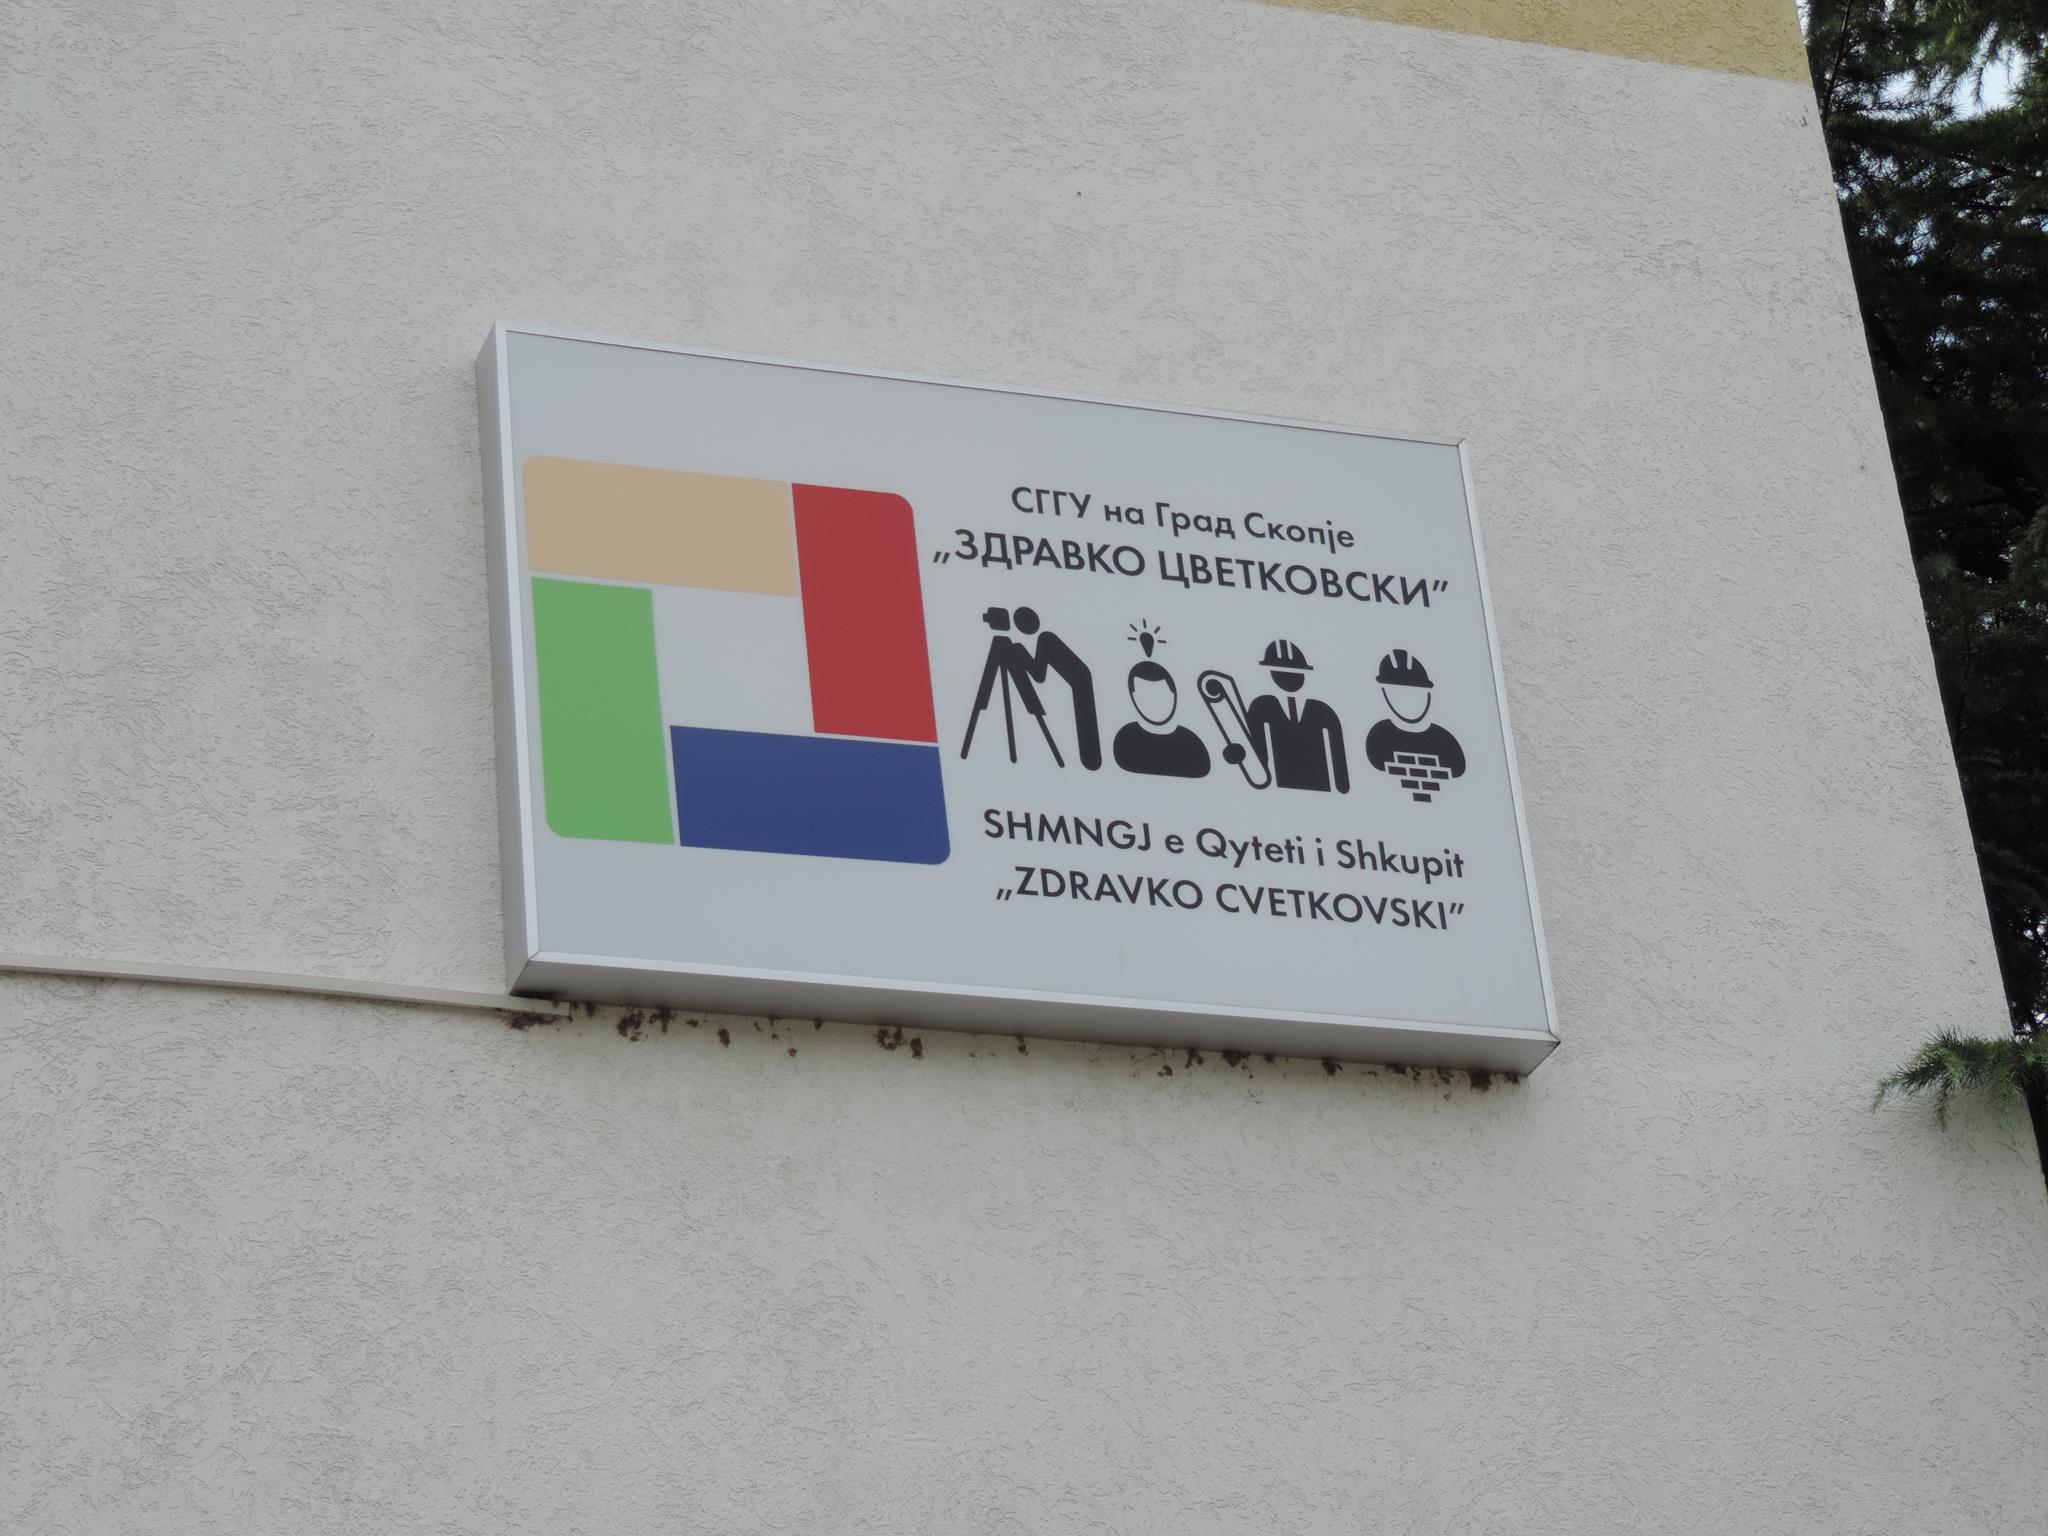 СГГУ на Град Скопје
„ЗДРАВКО ЦВЕТКОВСКИ”
SHMNGJ e Qyteti i Shkupit
„ZDRAVKO CVETKOVSKI”